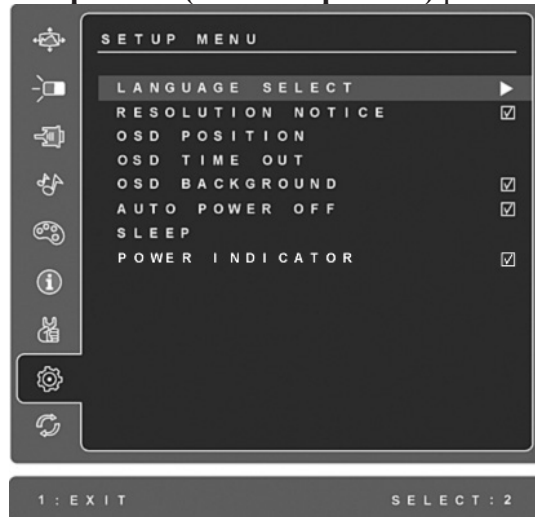 SETUP MENU
LANGUAGE SELECT
RESOLUTION NOTICE
OSD POSITION
OSD TIME OUT
OSD BACKGROUND
AUTO POWER OFF
SLEEP
POWER INDICATOR
1:EXIT SELECT:2